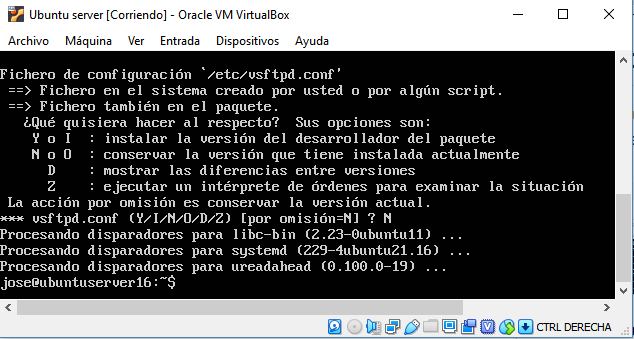 Ubuntu server [Corriendo] - Oracle VM VirtualBox
Archivo Máquina Ver Entrada Dispositivos Ayuda
Fichero de configuración `/etc/vsftpd.conf'
==> Fichero en el sistema creado por usted o por algún script.
==> Fichero también en el paquete.
¿Qué quisiera hacer al respecto? Sus opciones son:
Y o I : instalar la versión del desarrollador del paquete
N o O : conservar la versión que tiene instalada actualmente
D : mostrar las diferencias entre versiones
Z : ejecutar un intérprete de órdenes para examinar la situación
La acción por omisión es conservar la versión actual.
*** vsftpd.conf (Y/I/N/O/D/Z) [por omisión=N] ? N
Procesando disparadores para libc-bin (2.23-0ubuntu11) ...
Procesando disparadores para systemd (229-4ubuntu21.16) ...
Procesando disparadores para ureadahead (0.100.0-19) ...
jose@ubuntuserver16:~$
CTRL DERECHA